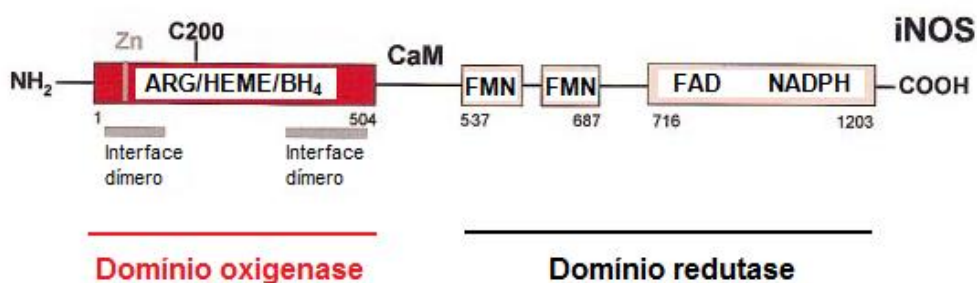 iNOS
Zn C200
CaM
NH₂ ARG/HEME/BH₄ FMN FMN FAD NADPH COOH
1 504 537 687 716 1203
Interface dímero
Interface dímero
Domínio oxigenase
Domínio redutase